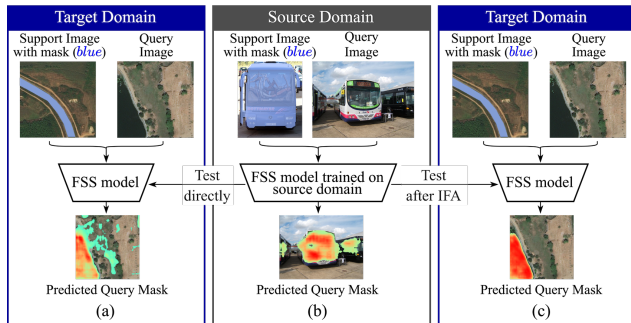 Target Domain
Support Image
with mask (blue)
Query
Image
FSS model
Predicted Query Mask
(a)
Source Domain
Support Image
with mask (blue)
Query
Image
FSS model trained on
source domain
Predicted Query Mask
(b)
Test
directly
Test
after IFA
Target Domain
Support Image
with mask (blue)
Query
Image
FSS model
Predicted Query Mask
(c)